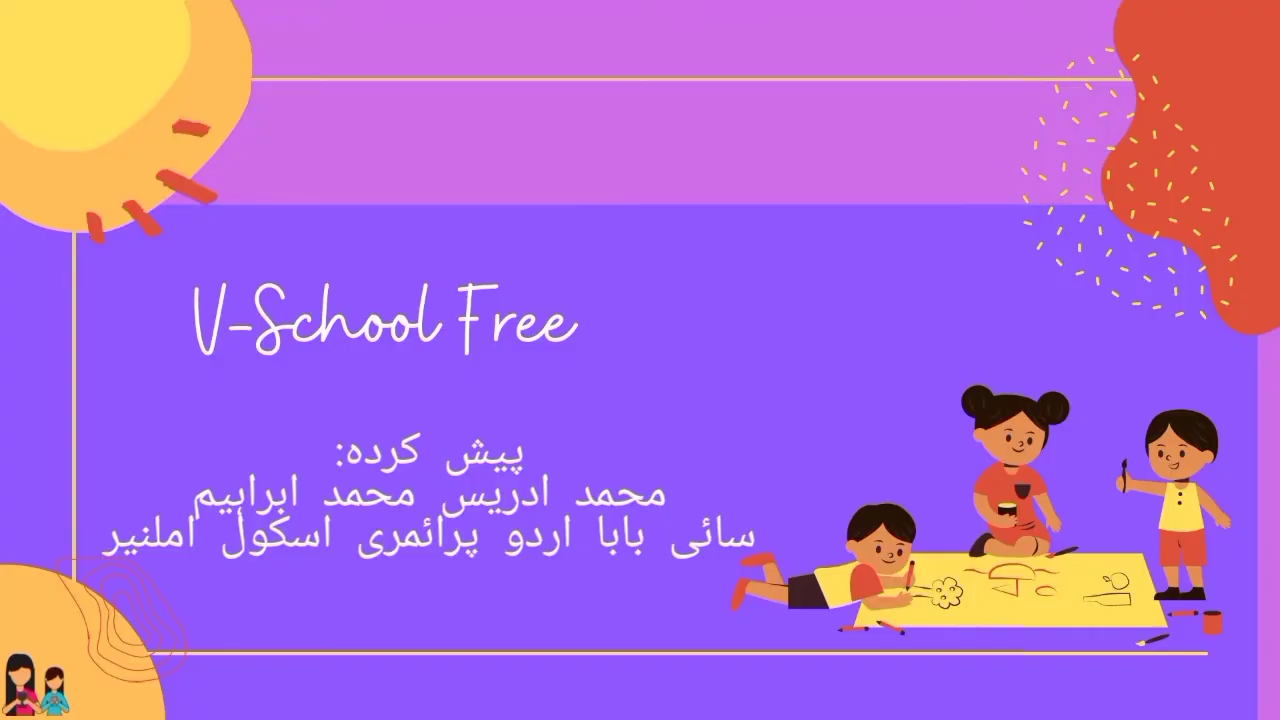 V-School Free
پیش کردہ:
محمد ادریس محمد ابراہیم
سائی بابا اردو پرائمری اسکول املنیر